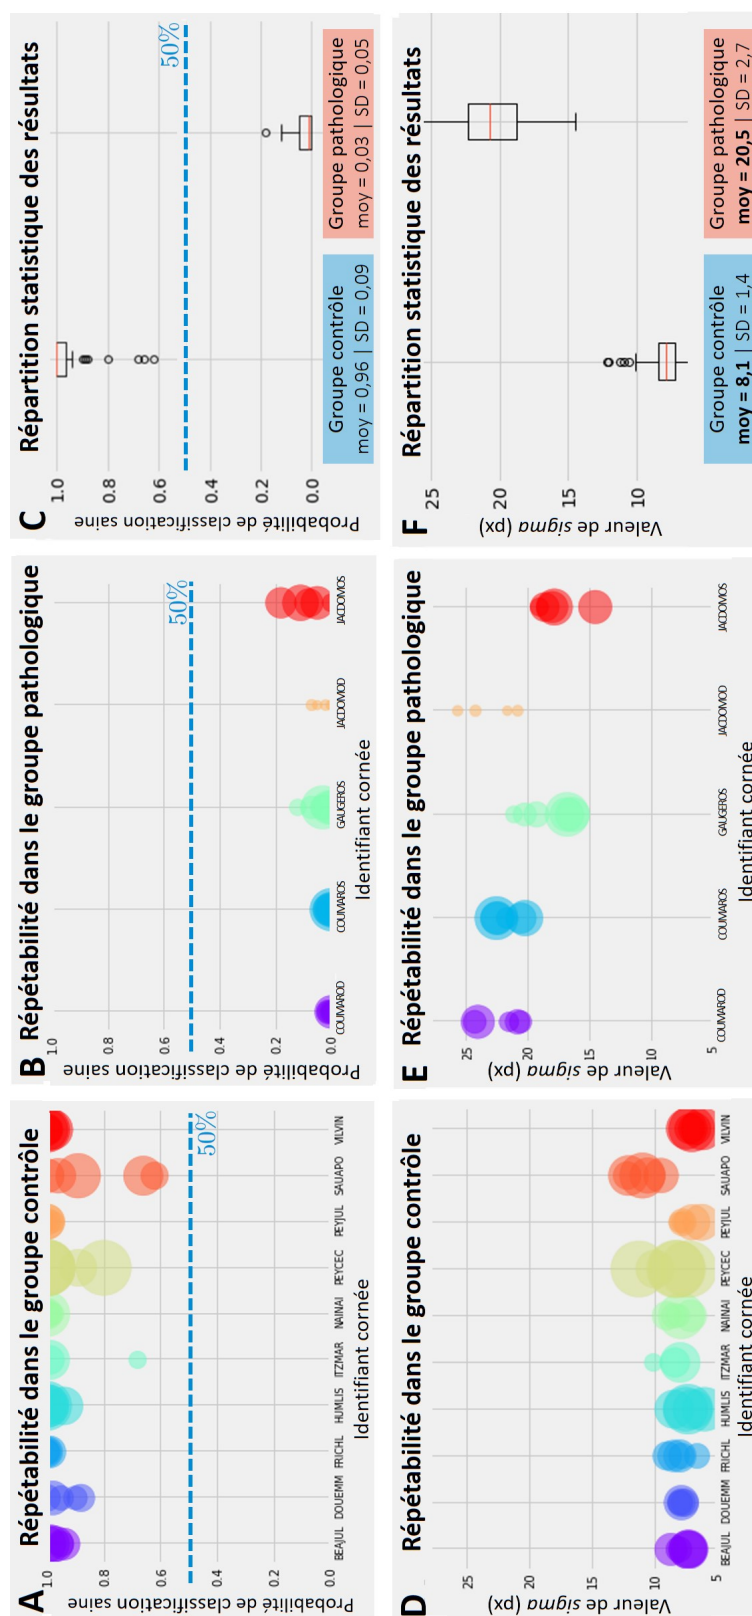 A Répétabilité dans le groupe contrôle
Probabilité de classification saine
1.0
0.8
0.6
0.4
0.2
0.0
50%
BEAJUL DOUEMM FRICHL HUMLIS ITZMAR NAINAI PEYCEC PEYJUL SAUAPO VILVIN
Identifiant cornée
B Répétabilité dans le groupe pathologique
Probabilité de classification saine
1.0
0.8
0.6
0.4
0.2
0.0
50%
COUMAROD COUMAROS GAUGEROS JACDOMOD JACDOMOS
Identifiant cornée
C Répartition statistique des résultats
Probabilité de classification saine
1.0
0.8
0.6
0.4
0.2
0.0
50%
Groupe contrôle
moy = 0,96 | SD = 0,09
Groupe pathologique
moy = 0,03 | SD = 0,05
D Répétabilité dans le groupe contrôle
Valeur de sigma (px)
25
20
15
10
5
BEAJUL DOUEMM FRICHL HUMLIS ITZMAR NAINAI PEYCEC PEYJUL SAUAPO VILVIN
Identifiant cornée
E Répétabilité dans le groupe pathologique
Valeur de sigma (px)
25
20
15
10
5
COUMAROD COUMAROS GAUGEROS JACDOMOD JACDOMOS
Identifiant cornée
F Répartition statistique des résultats
Valeur de sigma (px)
25
20
15
10
Groupe contrôle
moy = 8,1 | SD = 1,4
Groupe pathologique
moy = 20,5 | SD = 2,7